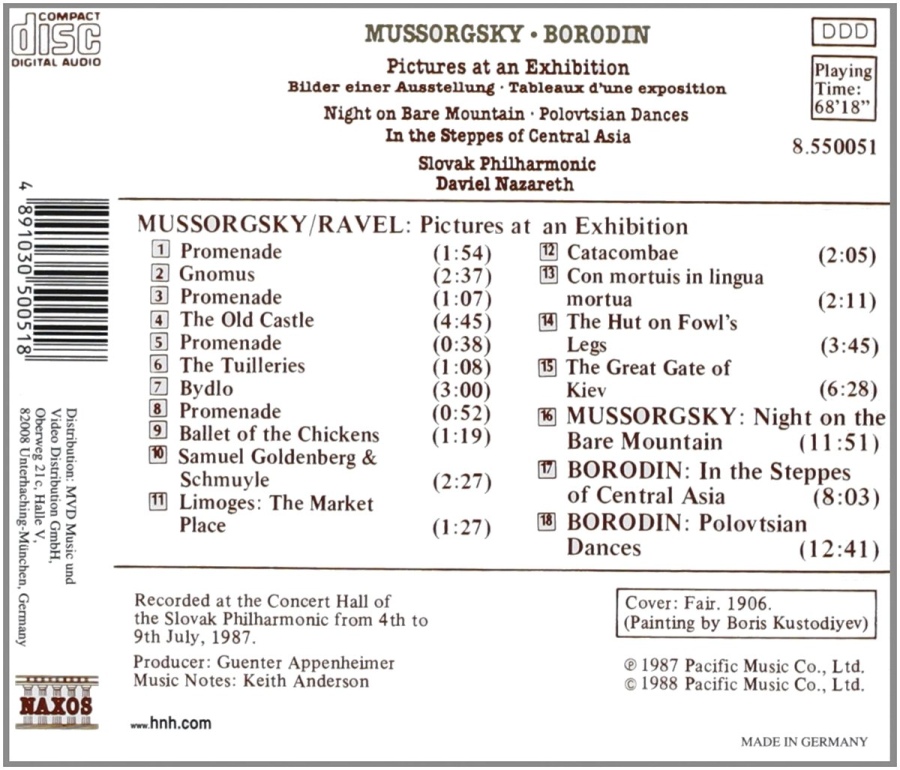 COMPACT
disc
DIGITAL AUDIO
MUSSORGSKY · BORODIN
Pictures at an Exhibition
Bilder einer Ausstellung · Tableaux d'une exposition
Night on Bare Mountain · Polovtsian Dances
In the Steppes of Central Asia
Slovak Philharmonic
Daviel Nazareth
DDD
Playing
Time:
68'18"
8.550051
4 891030 500518
MUSSORGSKY/RAVEL: Pictures at an Exhibition
1 Promenade (1:54)
2 Gnomus (2:37)
3 Promenade (1:07)
4 The Old Castle (4:45)
5 Promenade (0:38)
6 The Tuilleries (1:08)
7 Bydlo (3:00)
8 Promenade (0:52)
9 Ballet of the Chickens (1:19)
10 Samuel Goldenberg &
Schmuyle (2:27)
11 Limoges: The Market
Place (1:27)
12 Catacombae (2:05)
13 Con mortuis in lingua
mortua (2:11)
14 The Hut on Fowl's
Legs (3:45)
15 The Great Gate of
Kiev (6:28)
16 MUSSORGSKY: Night on the
Bare Mountain (11:51)
17 BORODIN: In the Steppes
of Central Asia (8:03)
18 BORODIN: Polovtsian
Dances (12:41)
Distribution: MVD Music und
Video Distribution GmbH,
Oberweg 21c, Halle V,
82008 Unterhaching-München, Germany
Recorded at the Concert Hall of
the Slovak Philharmonic from 4th to
9th July, 1987.
Producer: Guenter Appenheimer
Music Notes: Keith Anderson
Cover: Fair. 1906.
(Painting by Boris Kustodiyev)
℗ 1987 Pacific Music Co., Ltd.
© 1988 Pacific Music Co., Ltd.
NAXOS
www.hnh.com
MADE IN GERMANY